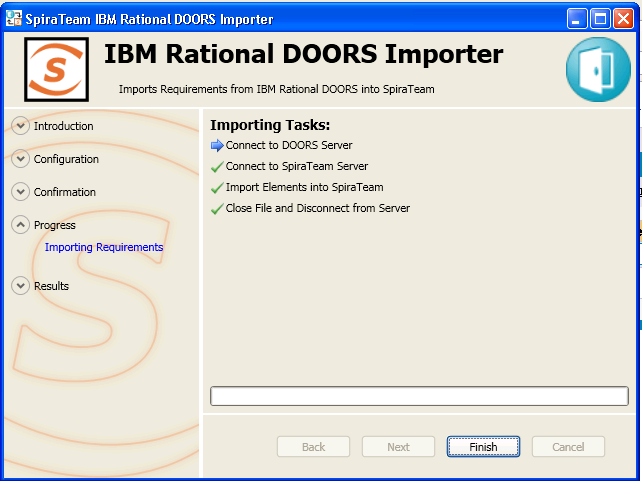 SpiraTeam IBM Rational DOORS Importer
S
IBM Rational DOORS Importer
Imports Requirements from IBM Rational DOORS into SpiraTeam
Introduction
Configuration
Confirmation
Progress
Importing Requirements
Results
Importing Tasks:
Connect to DOORS Server
Connect to SpiraTeam Server
Import Elements into SpiraTeam
Close File and Disconnect from Server
Back
Next
Finish
Cancel